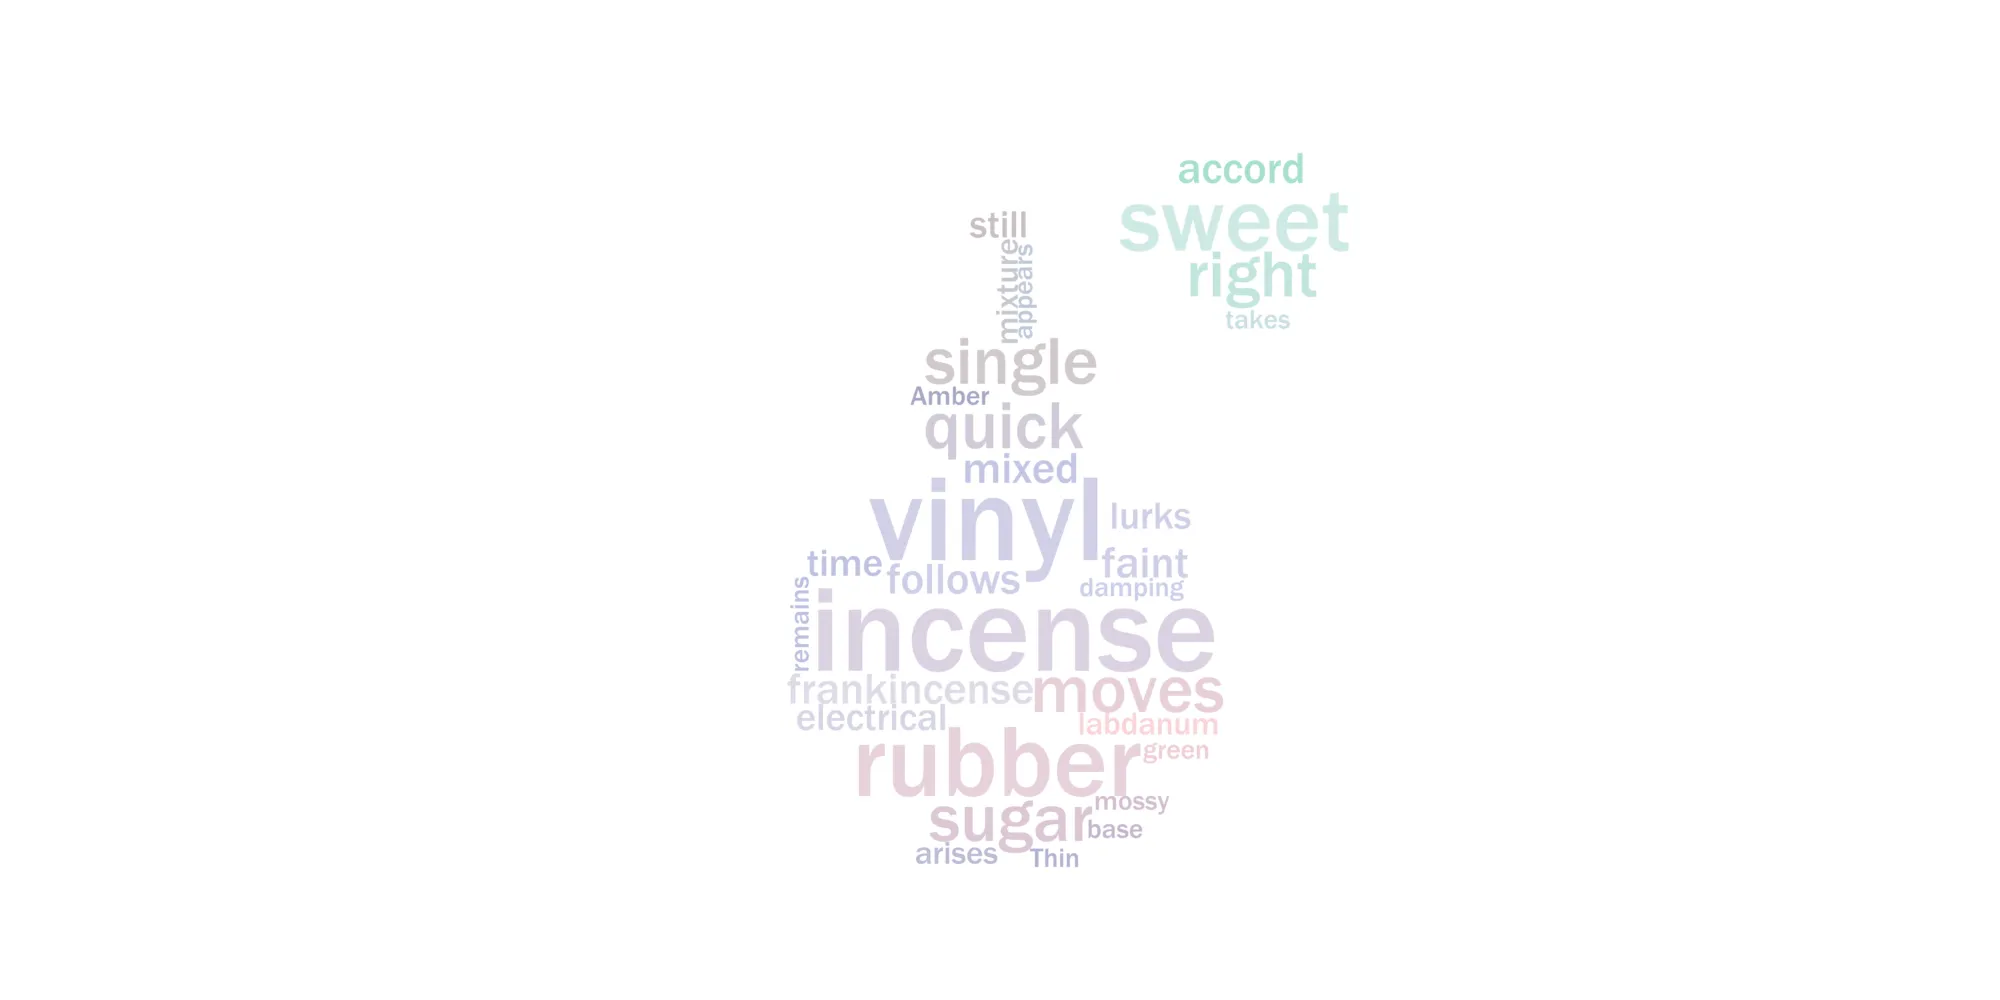 accord
sweet
right
takes
still
mixture
appears
single
Amber
quick
mixed
vinyl
lurks
time
follows
faint
damping
remains
incense
frankincense
moves
electrical
labdanum
rubber
green
sugar
mossy
base
arises
Thin